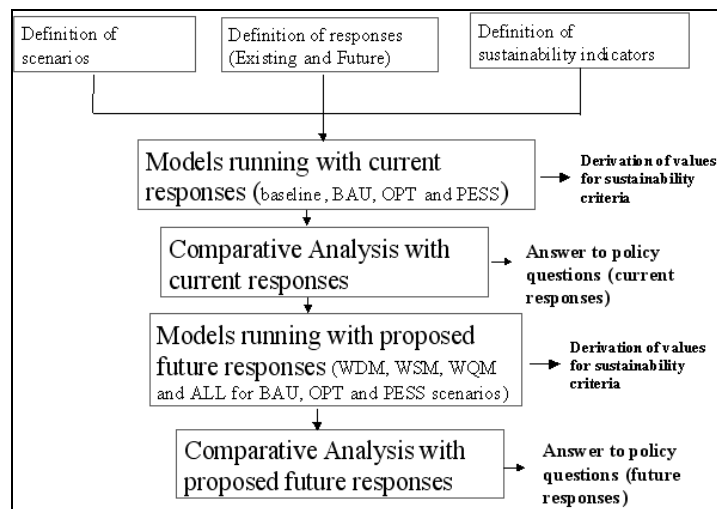 Definition of
scenarios
Definition of responses
(Existing and Future)
Definition of
sustainability indicators
Models running with current
responses (baseline, BAU, OPT and PESS)
Derivation of values
for sustainability
criteria
Comparative Analysis with
current responses
Answer to policy
questions (current
responses)
Models running with proposed
future responses (WDM, WSM, WQM
and ALL for BAU, OPT and PESS scenarios)
Derivation of values
for sustainability
criteria
Comparative Analysis with
proposed future responses
Answer to policy
questions (future
responses)